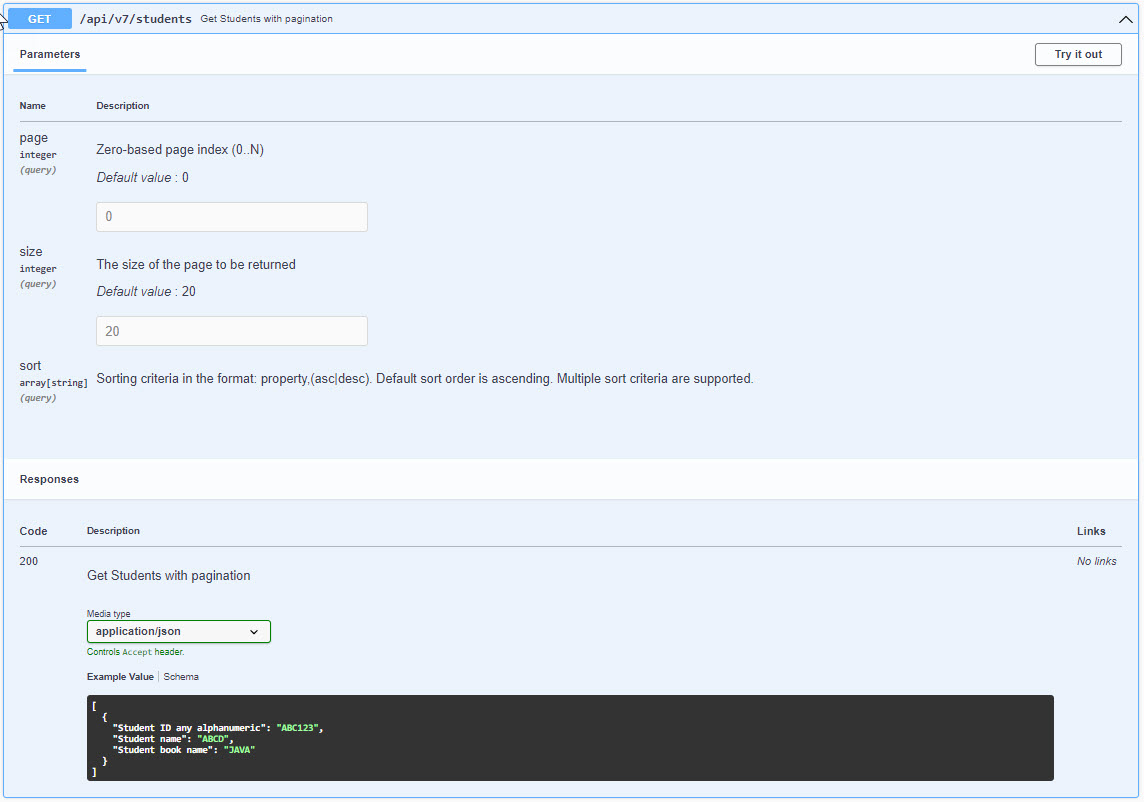 GET /api/v7/students Get Students with pagination
Parameters
Try it out
Name Description
page
integer
(query)
Zero-based page index (0..N)
Default value : 0
0
size
integer
(query)
The size of the page to be returned
Default value : 20
20
sort
array[string]
(query)
Sorting criteria in the format: property,(asc|desc). Default sort order is ascending. Multiple sort criteria are supported.
Responses
Code Description Links
200
Get Students with pagination
No links
Media type
application/json
Controls Accept header.
Example Value Schema
[
{
"Student ID any alphanumeric": "ABC123",
"Student name": "ABCD",
"Student book name": "JAVA"
}
]